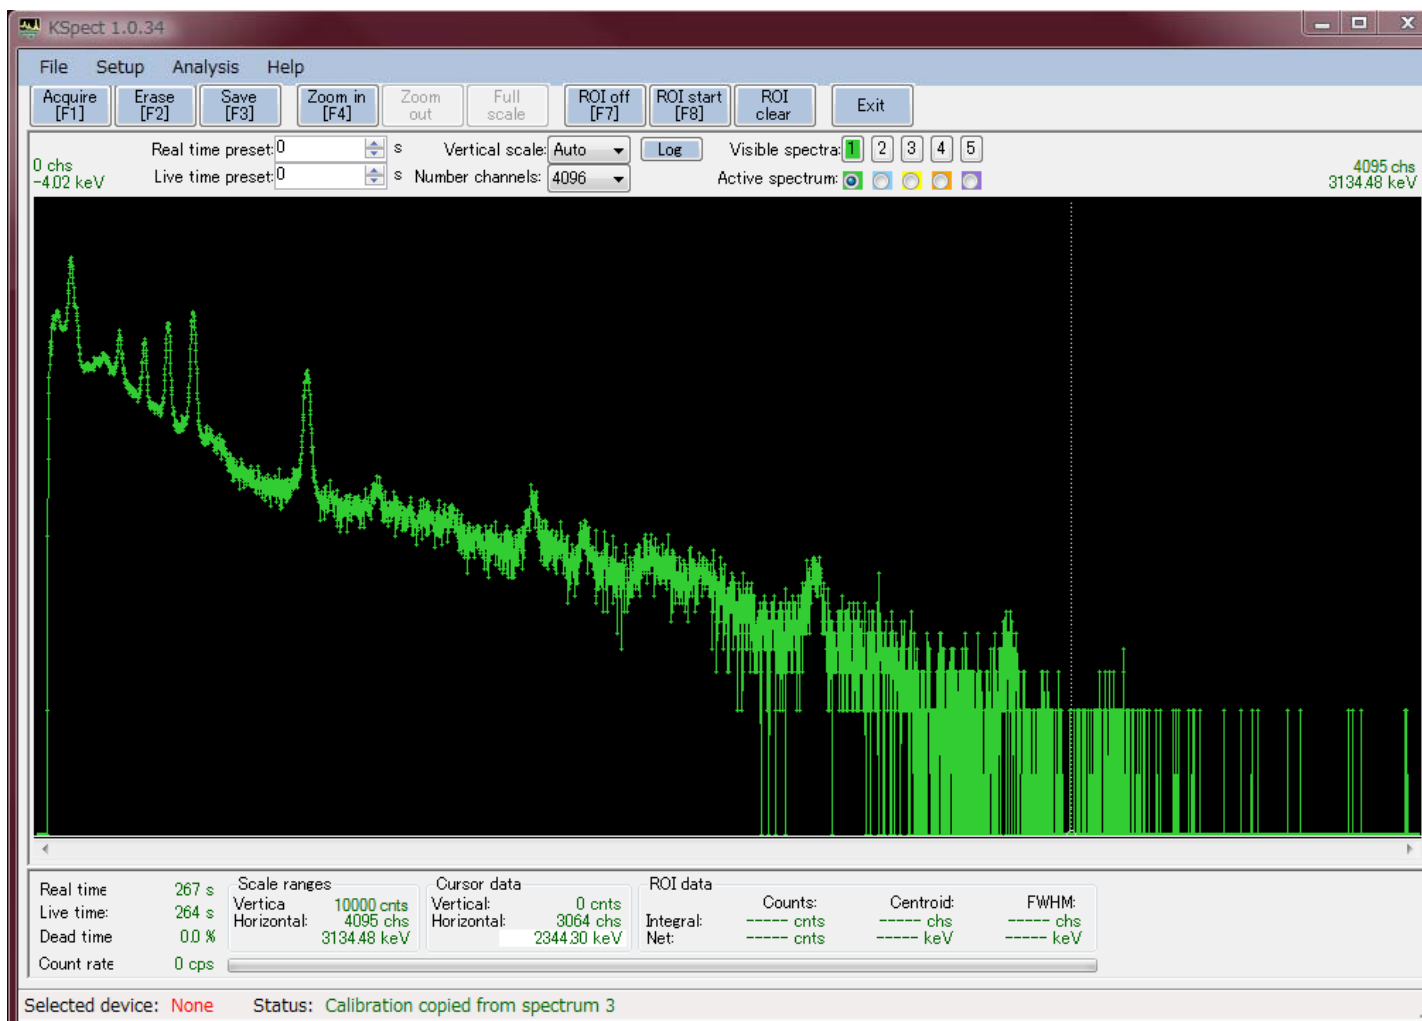 KSpect 1.0.34
File Setup Analysis Help
Acquire [F1] Erase [F2] Save [F3] Zoom in [F4] Zoom out Full scale ROI off [F7] ROI start [F8] ROI clear Exit
Real time preset: 0 s Vertical scale: Auto Log Visible spectra: 1 2 3 4 5
0 chs
-4.02 keV
Live time preset: 0 s Number channels: 4096 Active spectrum:
4095 chs
3134.48 keV
Real time 267 s
Live time: 264 s
Dead time 0.0 %
Count rate 0 cps
Scale ranges
Vertica 10000 cnts
Horizontal: 4095 chs
3134.48 keV
Cursor data
Vertical: 0 cnts
Horizontal: 3064 chs
2344.30 keV
ROI data
Counts: Centroid: FWHM:
Integral: ----- cnts ----- chs ----- chs
Net: ----- cnts ----- keV ----- keV
Selected device: None Status: Calibration copied from spectrum 3